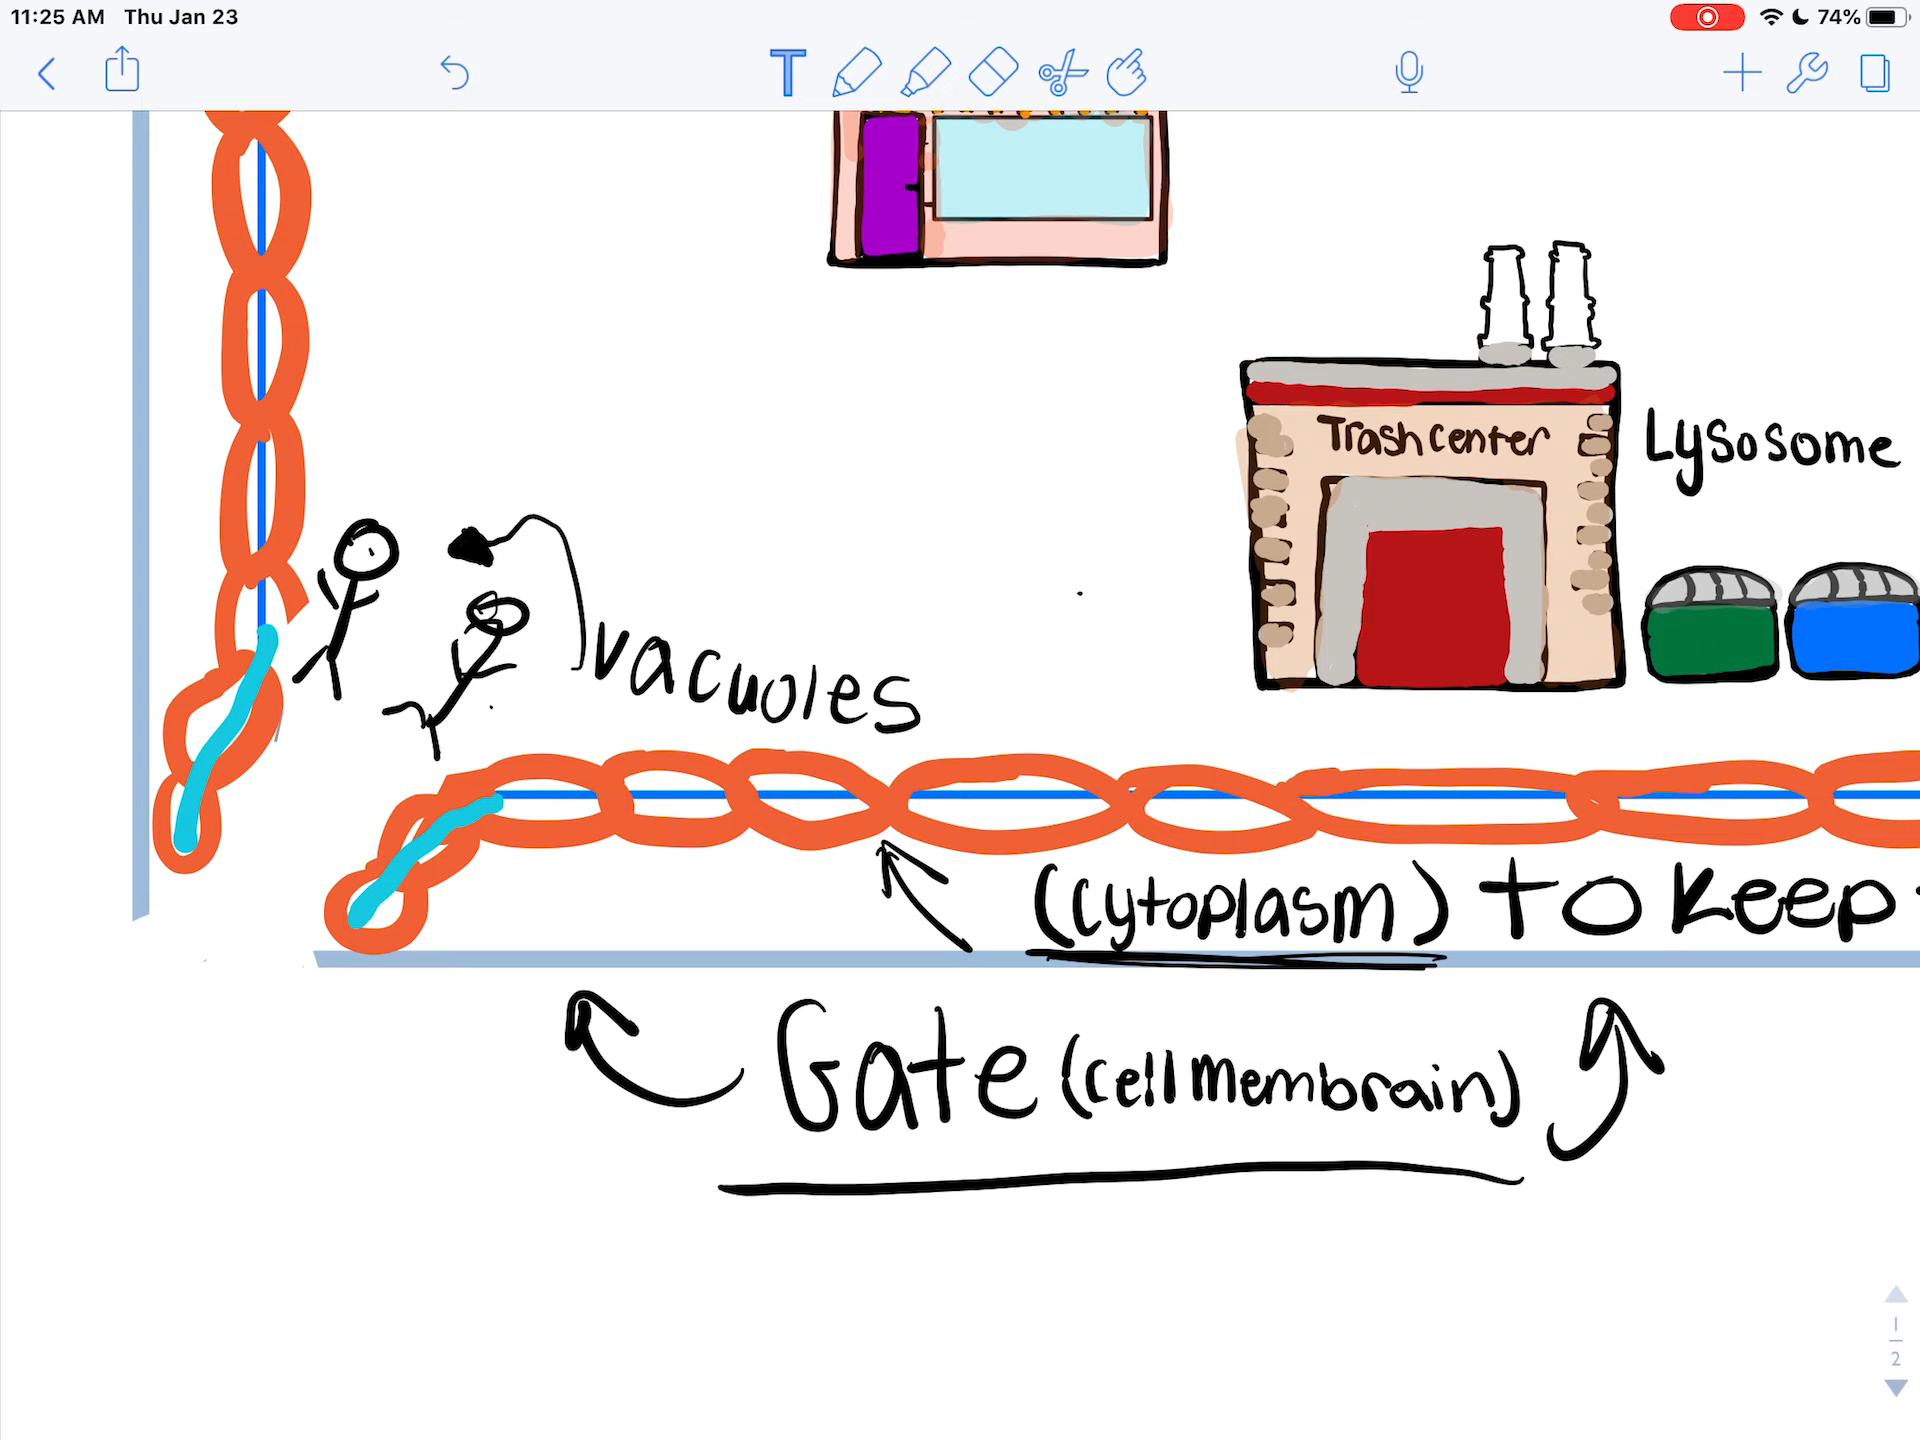 11:25 AM Thu Jan 23
74%
T
Trash center
Lysosome
vacuoles
(cytoplasm) to keep
Gate (cell membrain)
1
2